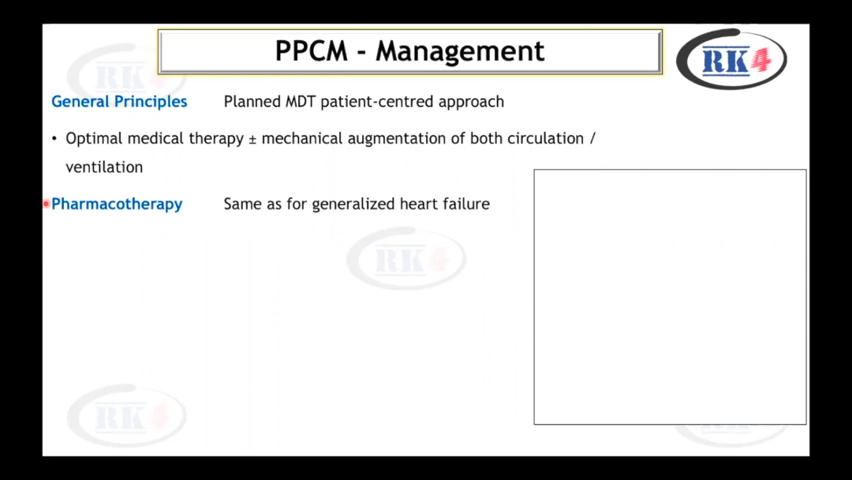 PPCM - Management
RK4
General Principles Planned MDT patient-centred approach
• Optimal medical therapy ± mechanical augmentation of both circulation /
ventilation
Pharmacotherapy Same as for generalized heart failure
RK4
RK4
RK4